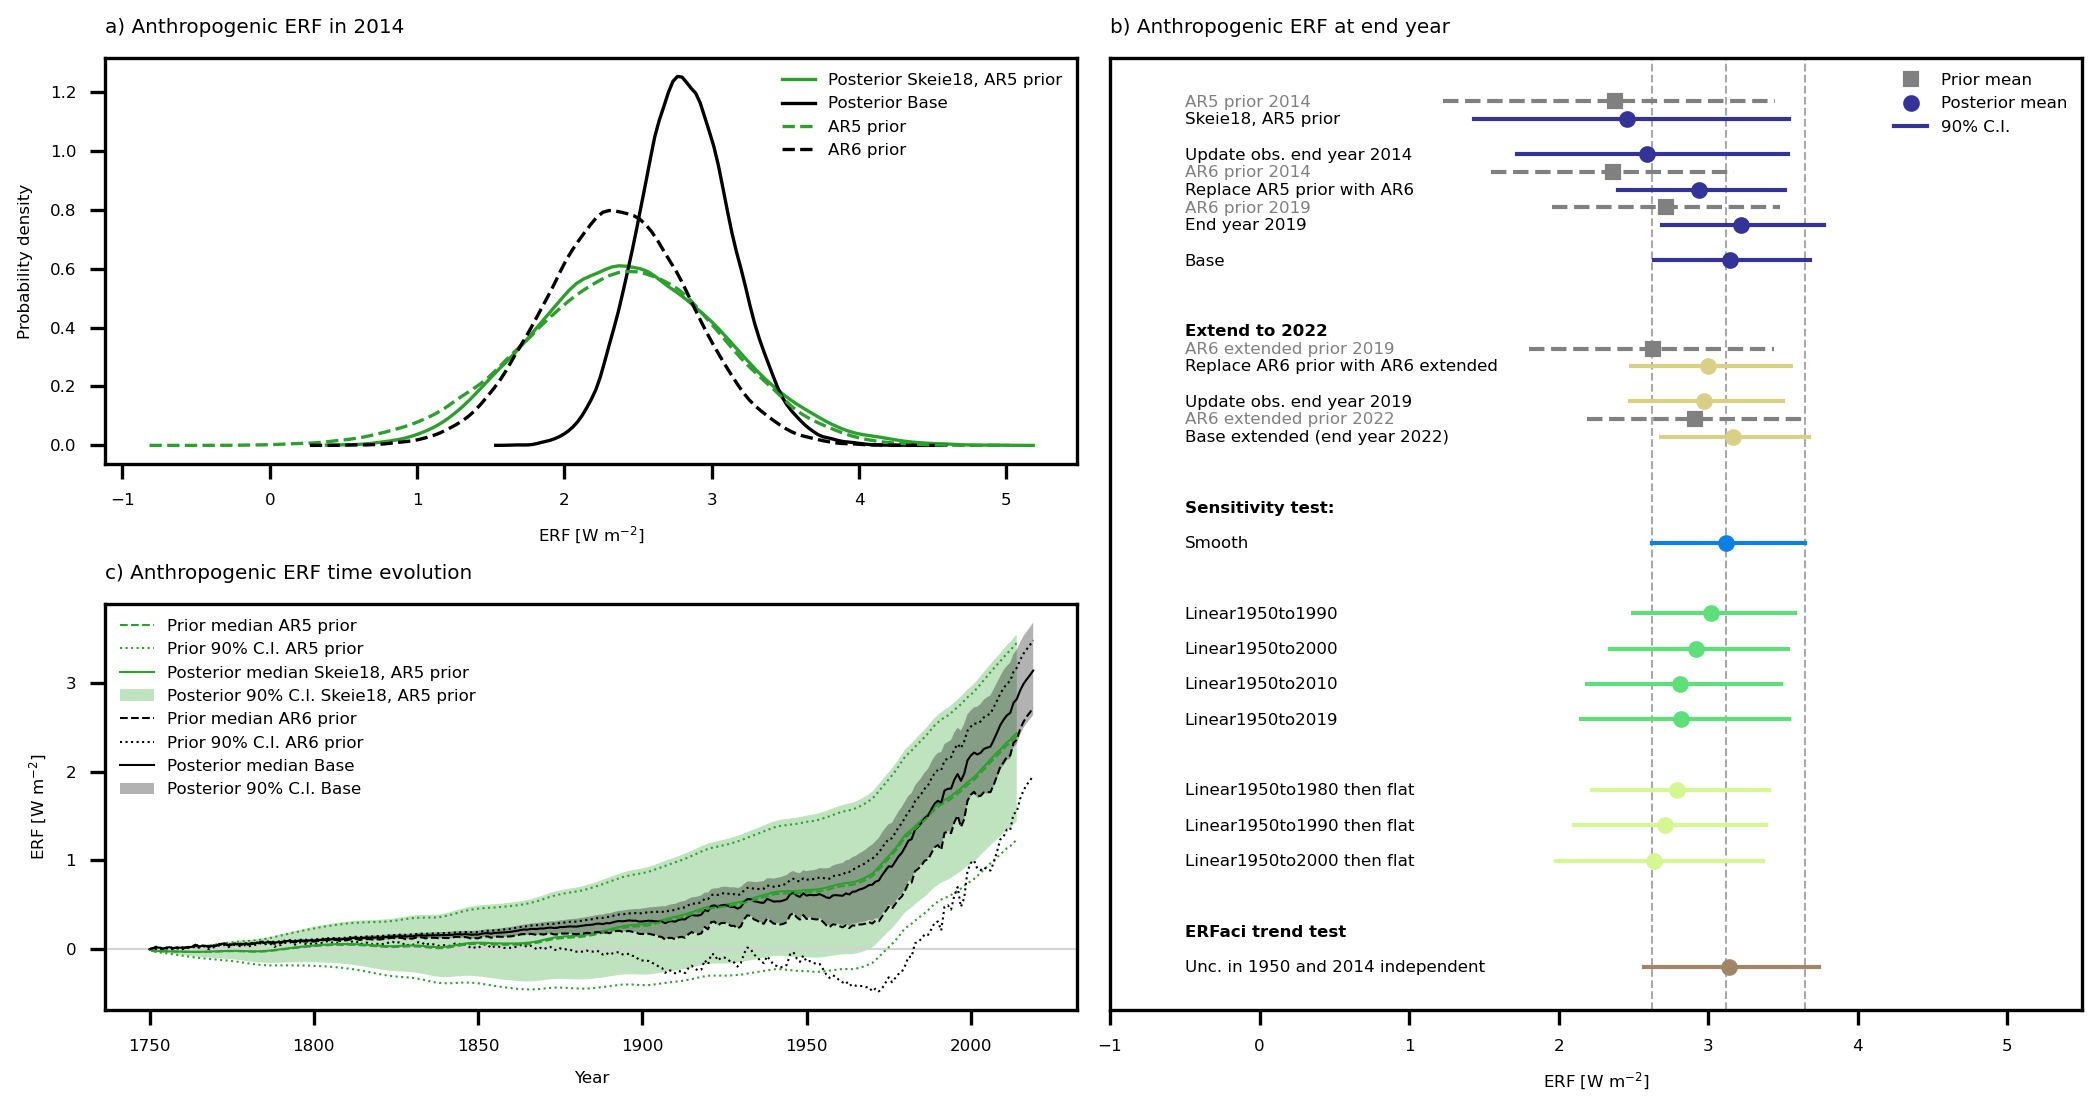 a) Anthropogenic ERF in 2014
Posterior Skeie18, AR5 prior
Posterior Base
AR5 prior
AR6 prior
Probability density
1.2
1.0
0.8
0.6
0.4
0.2
0.0
−1 0 1 2 3 4 5
ERF [W m⁻²]
b) Anthropogenic ERF at end year
Prior mean
Posterior mean
90% C.I.
AR5 prior 2014
Skeie18, AR5 prior
Update obs. end year 2014
AR6 prior 2014
Replace AR5 prior with AR6
AR6 prior 2019
End year 2019
Base
Extend to 2022
AR6 extended prior 2019
Replace AR6 prior with AR6 extended
Update obs. end year 2019
AR6 extended prior 2022
Base extended (end year 2022)
Sensitivity test:
Smooth
Linear1950to1990
Linear1950to2000
Linear1950to2010
Linear1950to2019
Linear1950to1980 then flat
Linear1950to1990 then flat
Linear1950to2000 then flat
ERFaci trend test
Unc. in 1950 and 2014 independent
−1 0 1 2 3 4 5
ERF [W m⁻²]
c) Anthropogenic ERF time evolution
Prior median AR5 prior
Prior 90% C.I. AR5 prior
Posterior median Skeie18, AR5 prior
Posterior 90% C.I. Skeie18, AR5 prior
Prior median AR6 prior
Prior 90% C.I. AR6 prior
Posterior median Base
Posterior 90% C.I. Base
ERF [W m⁻²]
3
2
1
0
1750 1800 1850 1900 1950 2000
Year